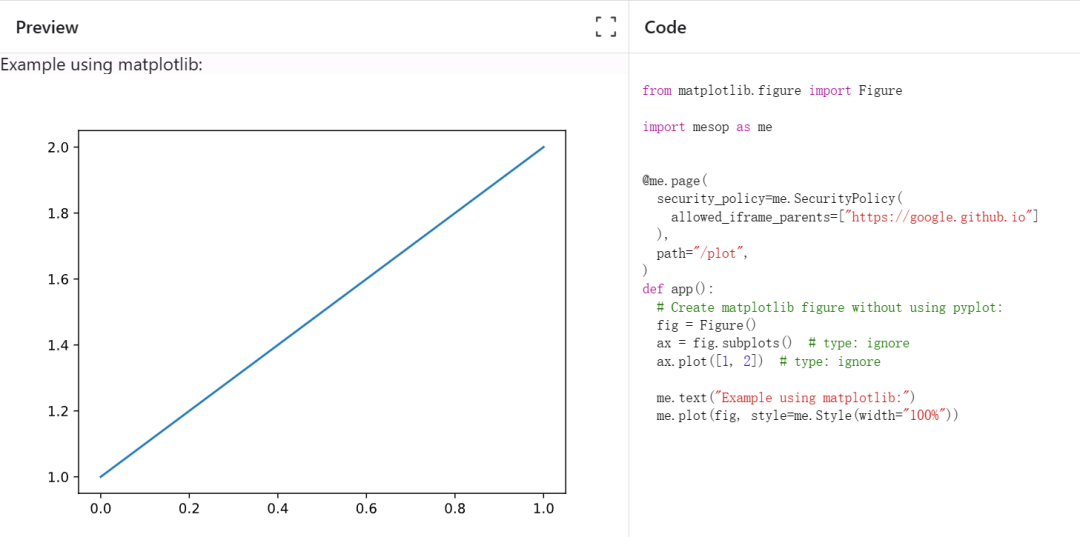 Preview
Code
Example using matplotlib:
2.0
1.8
1.6
1.4
1.2
1.0
0.0 0.2 0.4 0.6 0.8 1.0
from matplotlib.figure import Figure
import mesop as me
@me.page(
  security_policy=me.SecurityPolicy(
    allowed_iframe_parents=["https://google.github.io"]
  ),
  path="/plot",
)
def app():
  # Create matplotlib figure without using pyplot:
  fig = Figure()
  ax = fig.subplots()  # type: ignore
  ax.plot([1, 2])  # type: ignore
  me.text("Example using matplotlib:")
  me.plot(fig, style=me.Style(width="100%"))